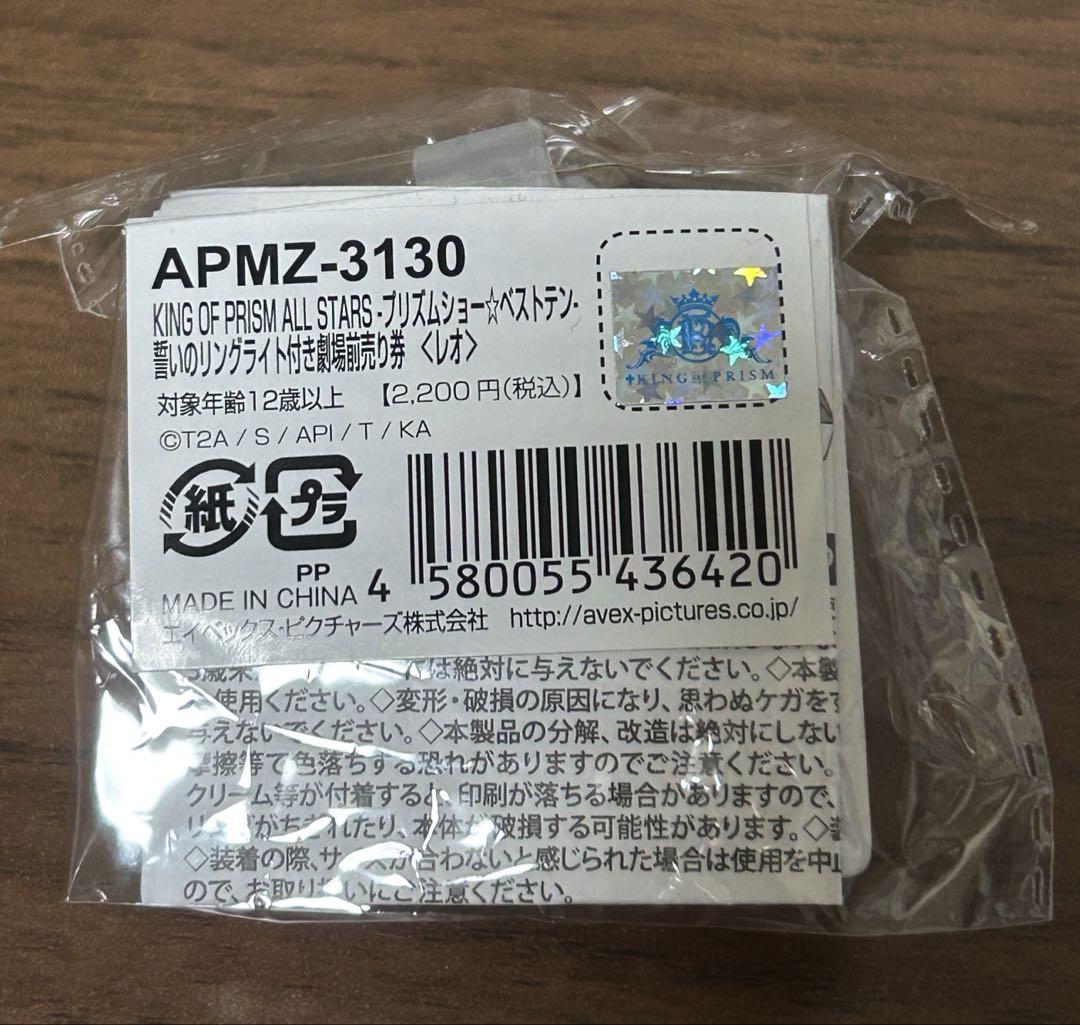 APMZ-3130
KING OF PRISM ALL STARS -プリズムショー☆ベストテン-
誓いのリングライト付き劇場前売り券 〈レオ〉
対象年齢12歳以上 【2,200円(税込)】
©T2A / S / API / T / KA
KING of PRISM
紙
プラ
PP
MADE IN CHINA
4 580055 436420
エイベックス・ピクチャーズ株式会社 http://avex-pictures.co.jp/
は絶対に与えないでください。◇本製
使用ください。◇変形・破損の原因になり、思わぬケガをす
与えないでください。◇本製品の分解、改造は絶対にしない
摩擦等で色落ちする恐れがありますのでご注意ください。
クリーム等が付着すると、印刷が落ちる場合がありますので、
がちぎれたり、本体が破損する可能性があります。◇
◇装着の際、サイズが合わないと感じられた場合は使用を中止
ので、お取り扱いにご注意ください。